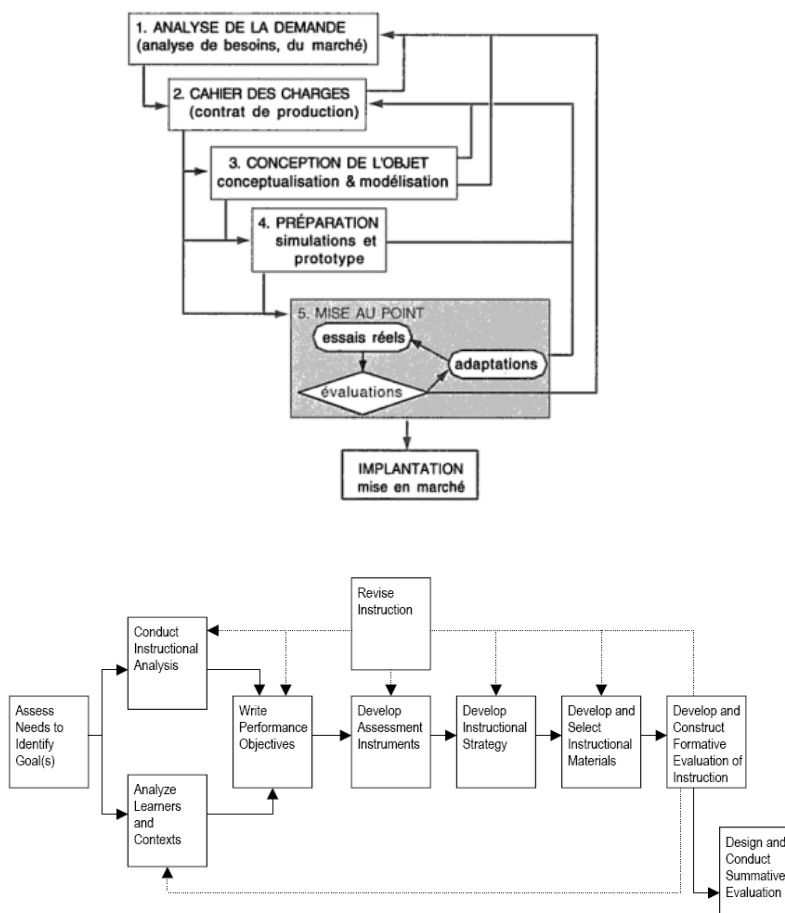 1. ANALYSE DE LA DEMANDE
(analyse de besoins, du marché)
2. CAHIER DES CHARGES
(contrat de production)
3. CONCEPTION DE L'OBJET
conceptualisation & modélisation
4. PRÉPARATION
simulations et
prototype
5. MISE AU POINT
essais réels
adaptations
évaluations
IMPLANTATION
mise en marché
Revise
Instruction
Conduct
Instructional
Analysis
Assess
Needs to
Identify
Goal(s)
Write
Performance
Objectives
Develop
Assessment
Instruments
Develop
Instructional
Strategy
Develop and
Select
Instructional
Materials
Develop and
Construct
Formative
Evaluation of
Instruction
Analyze
Learners
and
Contexts
Design and
Conduct
Summative
Evaluation